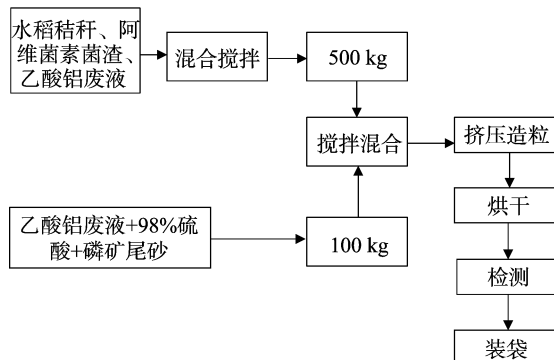 水稻秸秆、阿
维菌素菌渣、
乙酸铝废液
混合搅拌
500 kg
搅拌混合
挤压造粒
烘干
乙酸铝废液+98%硫
酸+磷矿尾砂
100 kg
检测
装袋